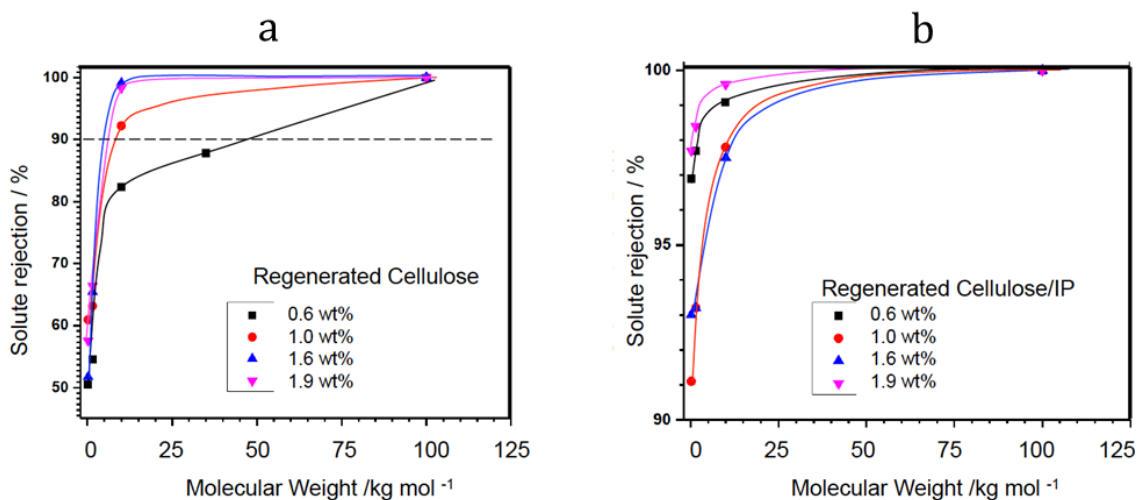 a
100
90
80
70
60
50
Solute rejection / %
Regenerated Cellulose
0.6 wt%
1.0 wt%
1.6 wt%
1.9 wt%
0 25 50 75 100 125
Molecular Weight /kg mol -1
b
100
95
90
Solute rejection / %
Regenerated Cellulose/IP
0.6 wt%
1.0 wt%
1.6 wt%
1.9 wt%
0 25 50 75 100 125
Molecular Weight /kg mol -1